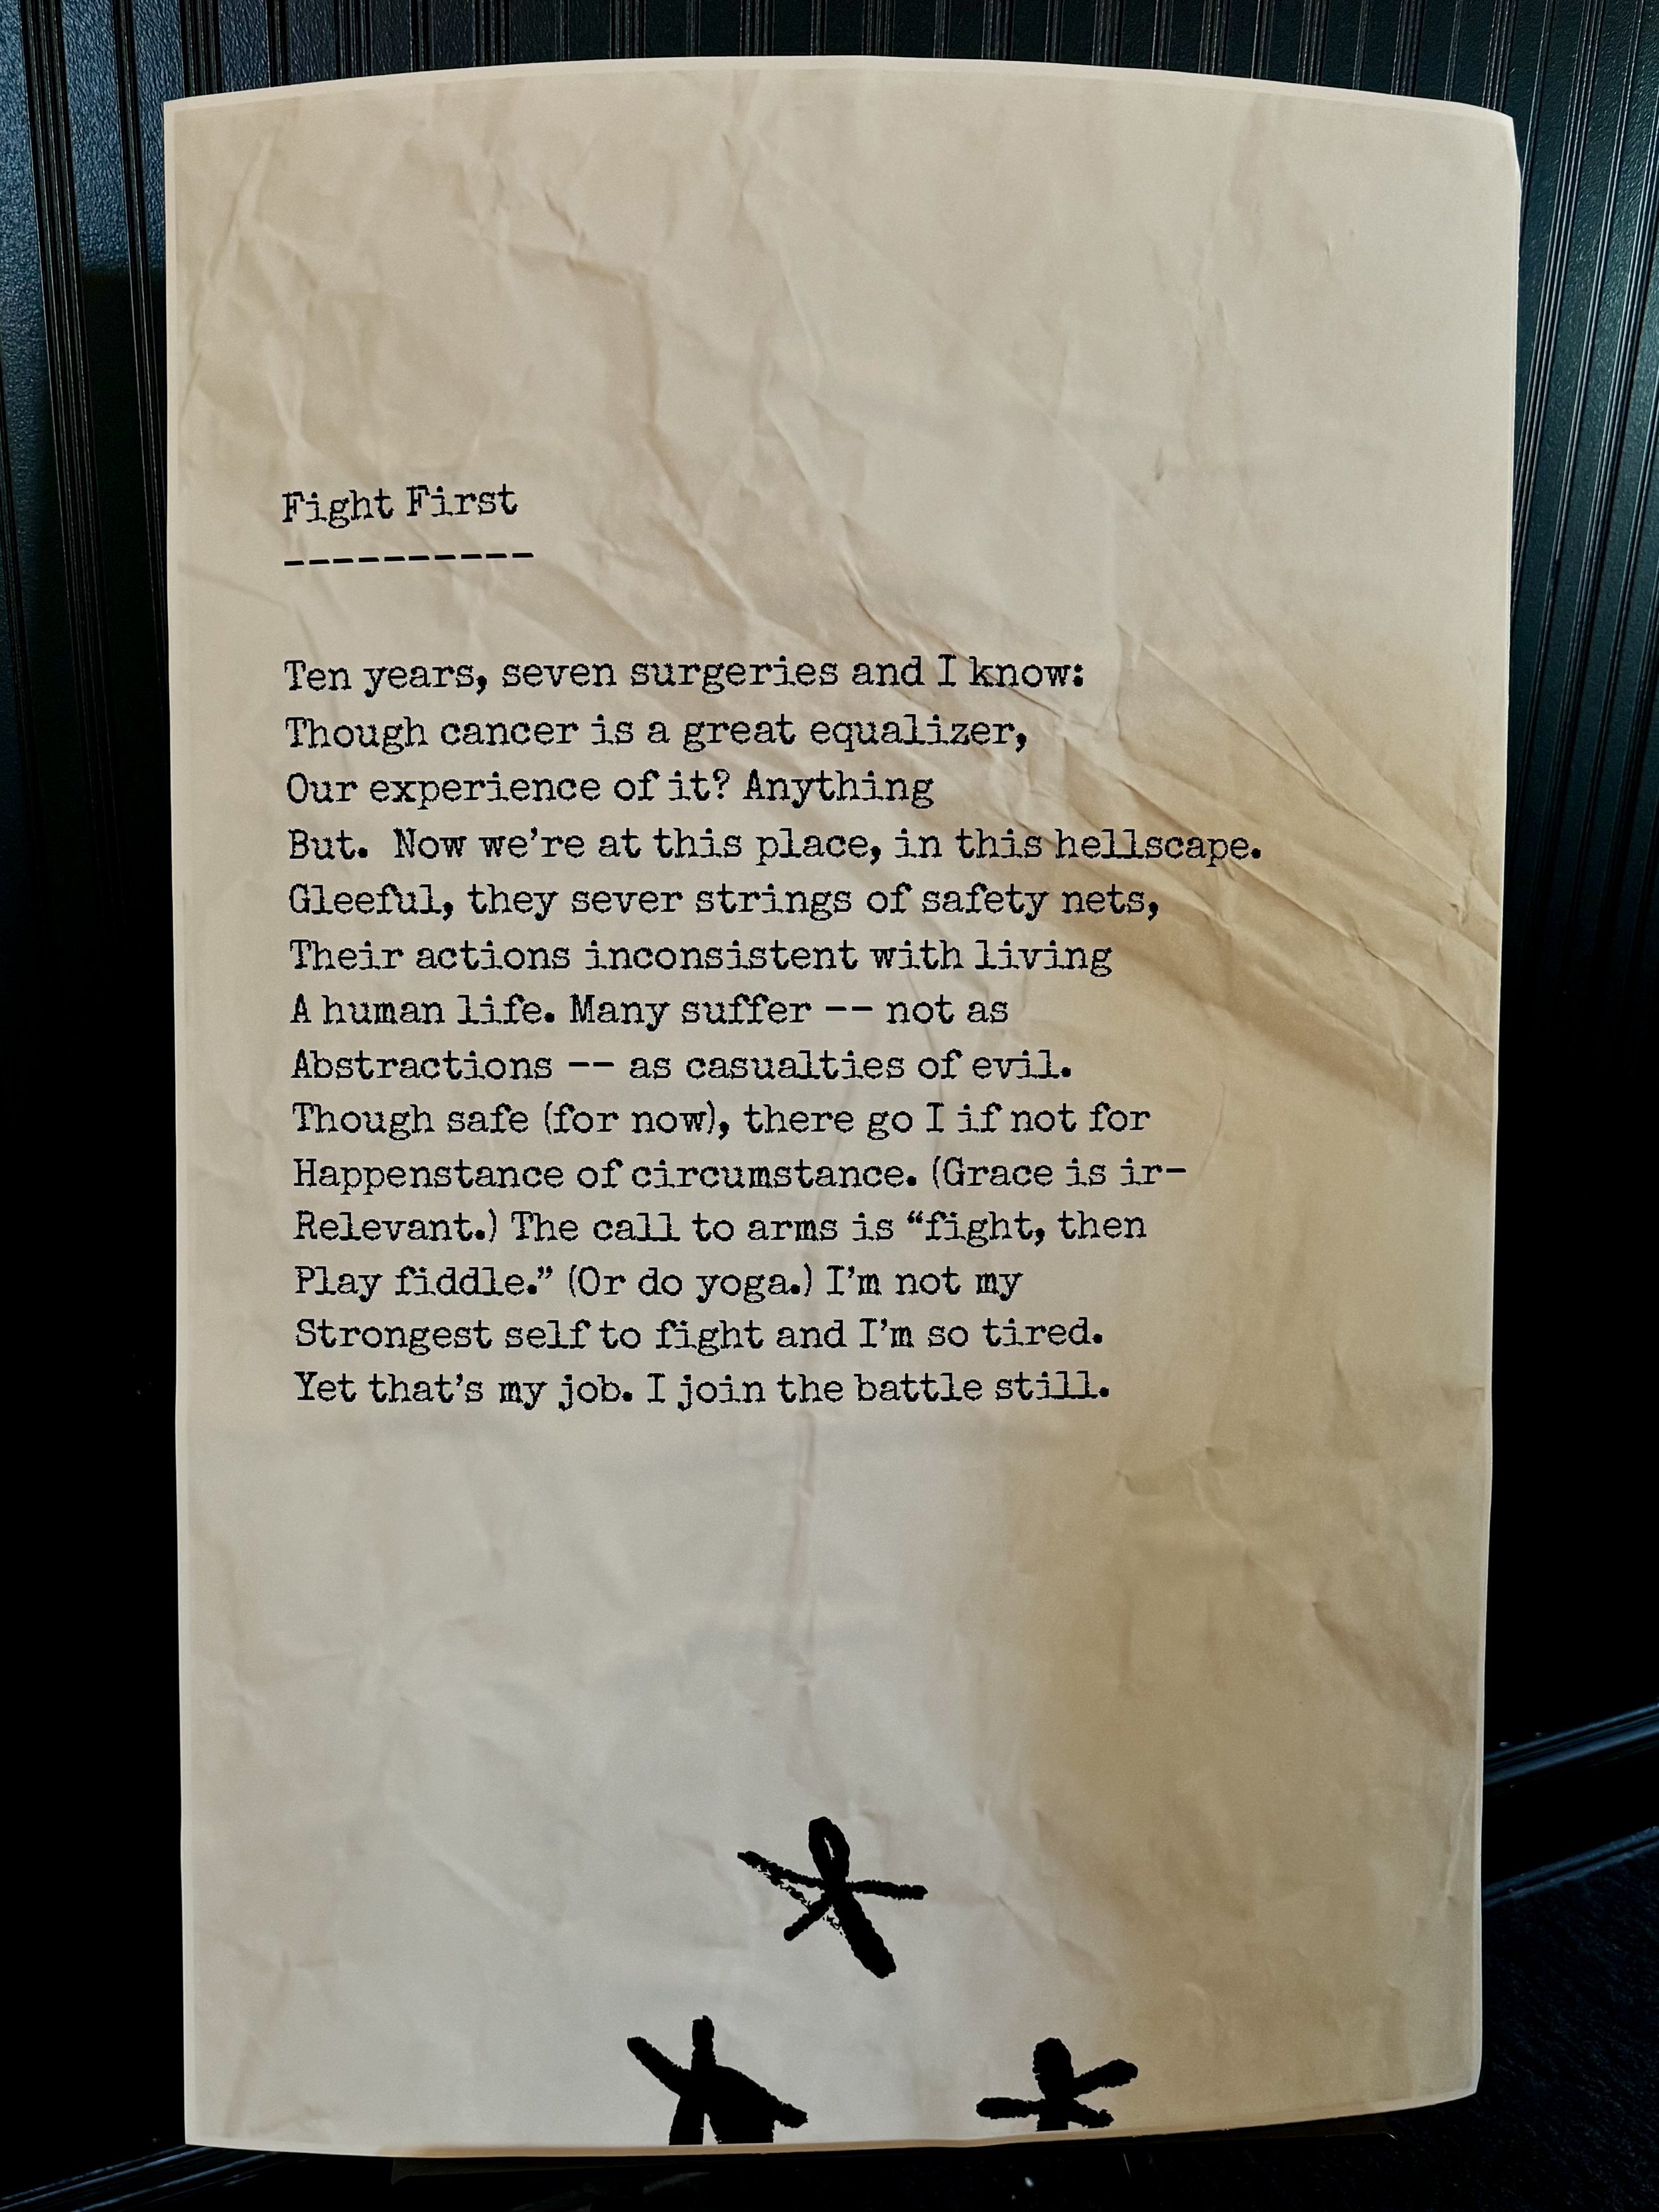 Fight First
----------
Ten years, seven surgeries and I know:
Though cancer is a great equalizer,
Our experience of it? Anything
But.  Now we're at this place, in this hellscape.
Gleeful, they sever strings of safety nets,
Their actions inconsistent with living
A human life. Many suffer -- not as
Abstractions -- as casualties of evil.
Though safe (for now), there go I if not for
Happenstance of circumstance. (Grace is ir-
Relevant.) The call to arms is “fight, then
Play fiddle.” (Or do yoga.) I'm not my
Strongest self to fight and I'm so tired.
Yet that's my job. I join the battle still.